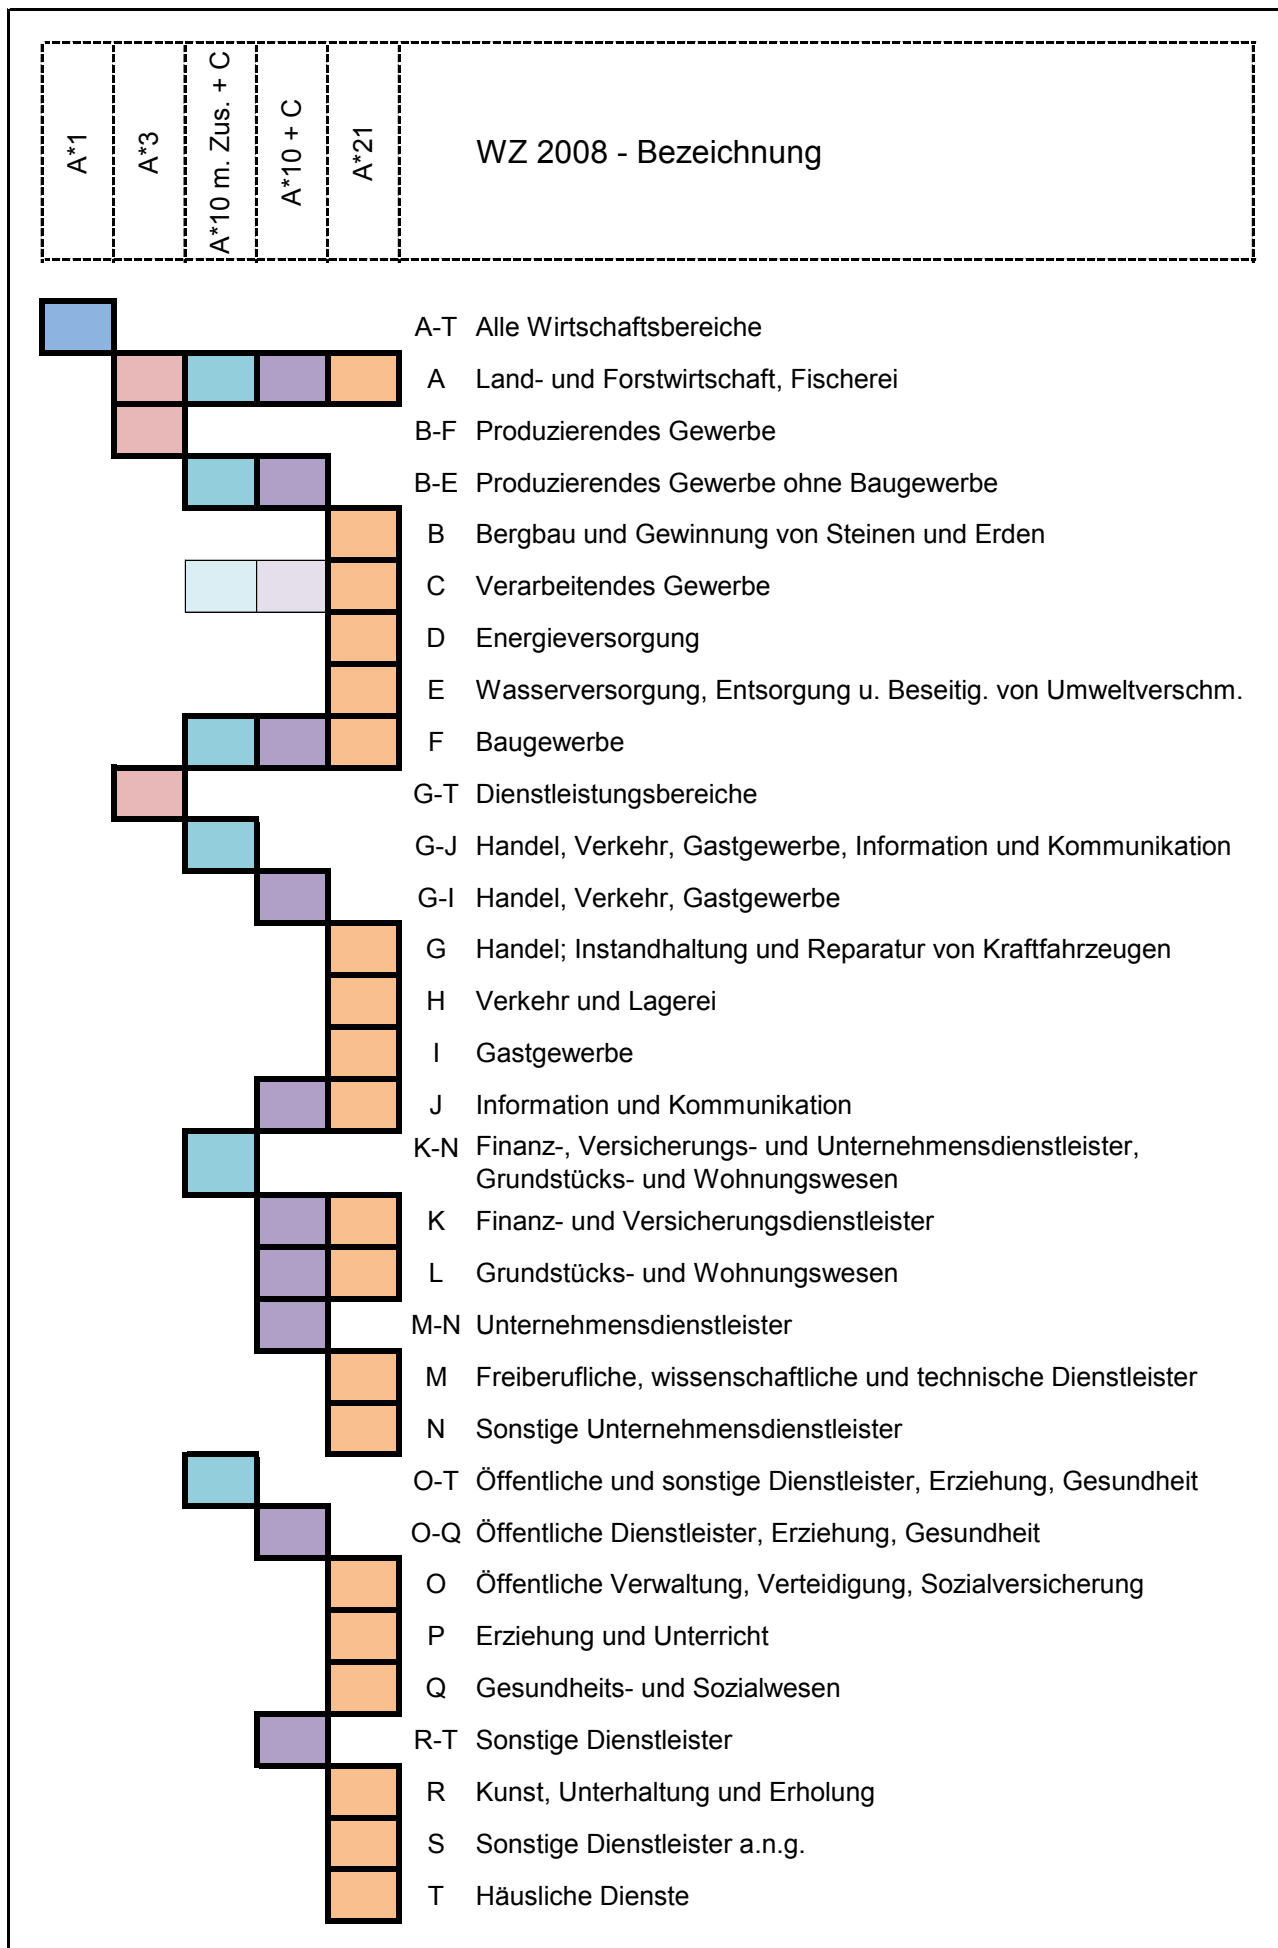 A*1
A*3
A*10 m. Zus. + C
A*10 + C
A*21
WZ 2008 - Bezeichnung
A-T Alle Wirtschaftsbereiche
A Land- und Forstwirtschaft, Fischerei
B-F Produzierendes Gewerbe
B-E Produzierendes Gewerbe ohne Baugewerbe
B Bergbau und Gewinnung von Steinen und Erden
C Verarbeitendes Gewerbe
D Energieversorgung
E Wasserversorgung, Entsorgung u. Beseitig. von Umweltverschm.
F Baugewerbe
G-T Dienstleistungsbereiche
G-J Handel, Verkehr, Gastgewerbe, Information und Kommunikation
G-I Handel, Verkehr, Gastgewerbe
G Handel; Instandhaltung und Reparatur von Kraftfahrzeugen
H Verkehr und Lagerei
I Gastgewerbe
J Information und Kommunikation
K-N Finanz-, Versicherungs- und Unternehmensdienstleister,
Grundstücks- und Wohnungswesen
K Finanz- und Versicherungsdienstleister
L Grundstücks- und Wohnungswesen
M-N Unternehmensdienstleister
M Freiberufliche, wissenschaftliche und technische Dienstleister
N Sonstige Unternehmensdienstleister
O-T Öffentliche und sonstige Dienstleister, Erziehung, Gesundheit
O-Q Öffentliche Dienstleister, Erziehung, Gesundheit
O Öffentliche Verwaltung, Verteidigung, Sozialversicherung
P Erziehung und Unterricht
Q Gesundheits- und Sozialwesen
R-T Sonstige Dienstleister
R Kunst, Unterhaltung und Erholung
S Sonstige Dienstleister a.n.g.
T Häusliche Dienste